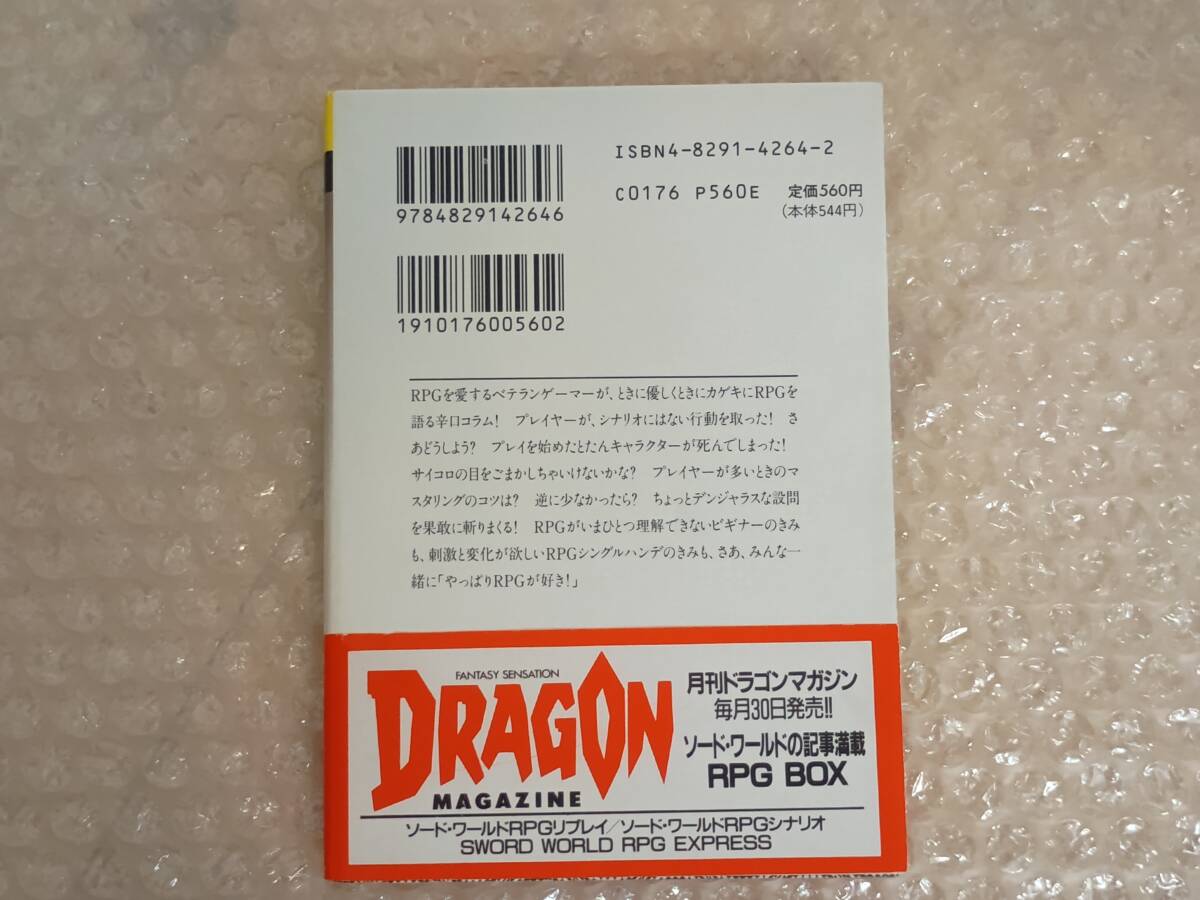 ISBN4-8291-4264-2
9784829142646
C0176 P560E 定価560円
(本体544円)
1910176005602
RPGを愛するベテランゲーマーが、ときに優しくときにカゲキにRPGを
語る辛口コラム! プレイヤーが、シナリオにはない行動を取った! さ
あどうしよう? プレイを始めたとたんキャラクターが死んでしまった!
サイコロの目をごまかしちゃいけないかな? プレイヤーが多いときのマ
スタリングのコツは? 逆に少なかったら? ちょっとデンジャラスな設問
を果敢に斬りまくる! RPGがいまひとつ理解できないビギナーのきみ
も、刺激と変化が欲しいRPGシングルハンデのきみも、さあ、みんな一
緒に「やっぱりRPGが好き!」
FANTASY SENSATION
DRAGON
MAGAZINE
月刊ドラゴンマガジン
毎月30日発売!!
ソード・ワールドの記事満載
RPG BOX
ソード・ワールドRPGリプレイ/ソード・ワールドRPGシナリオ
SWORD WORLD RPG EXPRESS